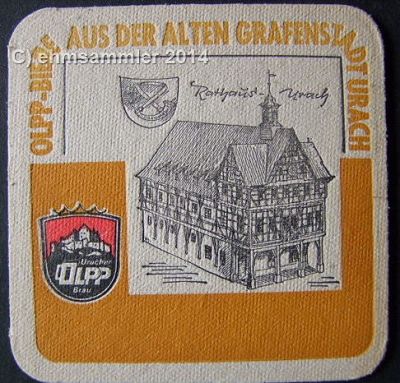 OLPP-BIERE AUS DER ALTEN GRAFENSTADT URACH
C) ehmsammler 2014
Rathaus - Urach
Uracher
OLPP
Bräu